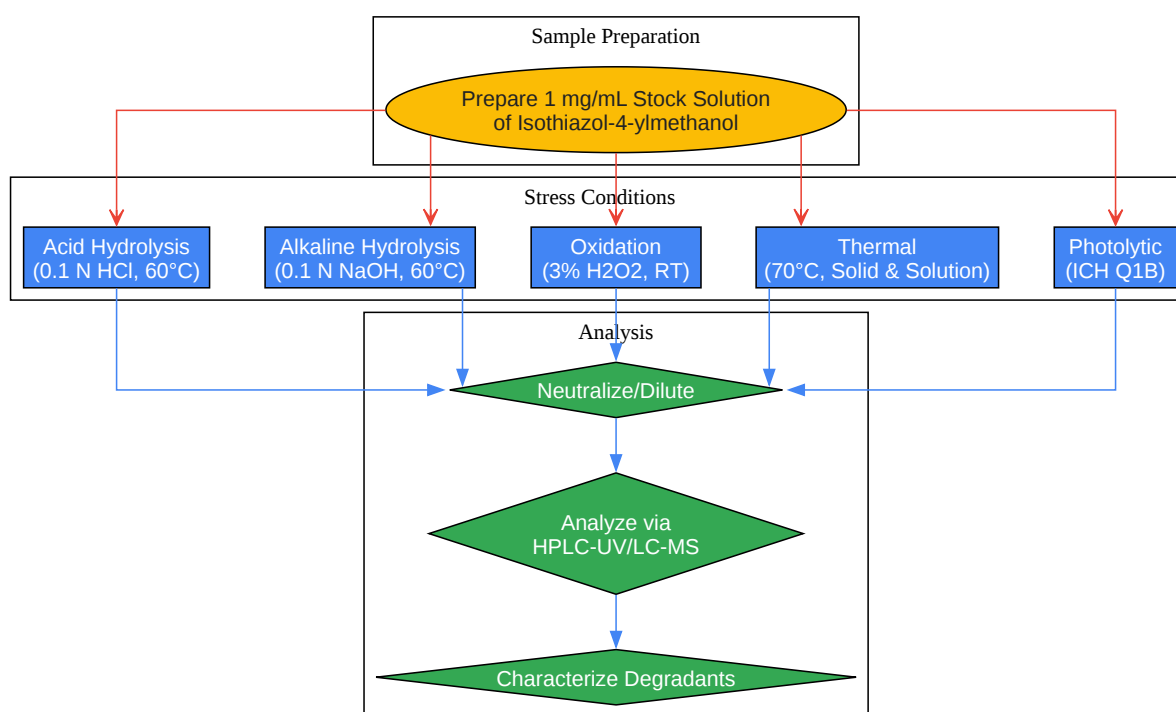 Sample Preparation
Prepare 1 mg/mL Stock Solution
of Isothiazol-4-ylmethanol
Stress Conditions
Acid Hydrolysis
(0.1 N HCl, 60°C)
Alkaline Hydrolysis
(0.1 N NaOH, 60°C)
Oxidation
(3% H2O2, RT)
Thermal
(70°C, Solid & Solution)
Photolytic
(ICH Q1B)
Analysis
Neutralize/Dilute
Analyze via
HPLC-UV/LC-MS
Characterize Degradants